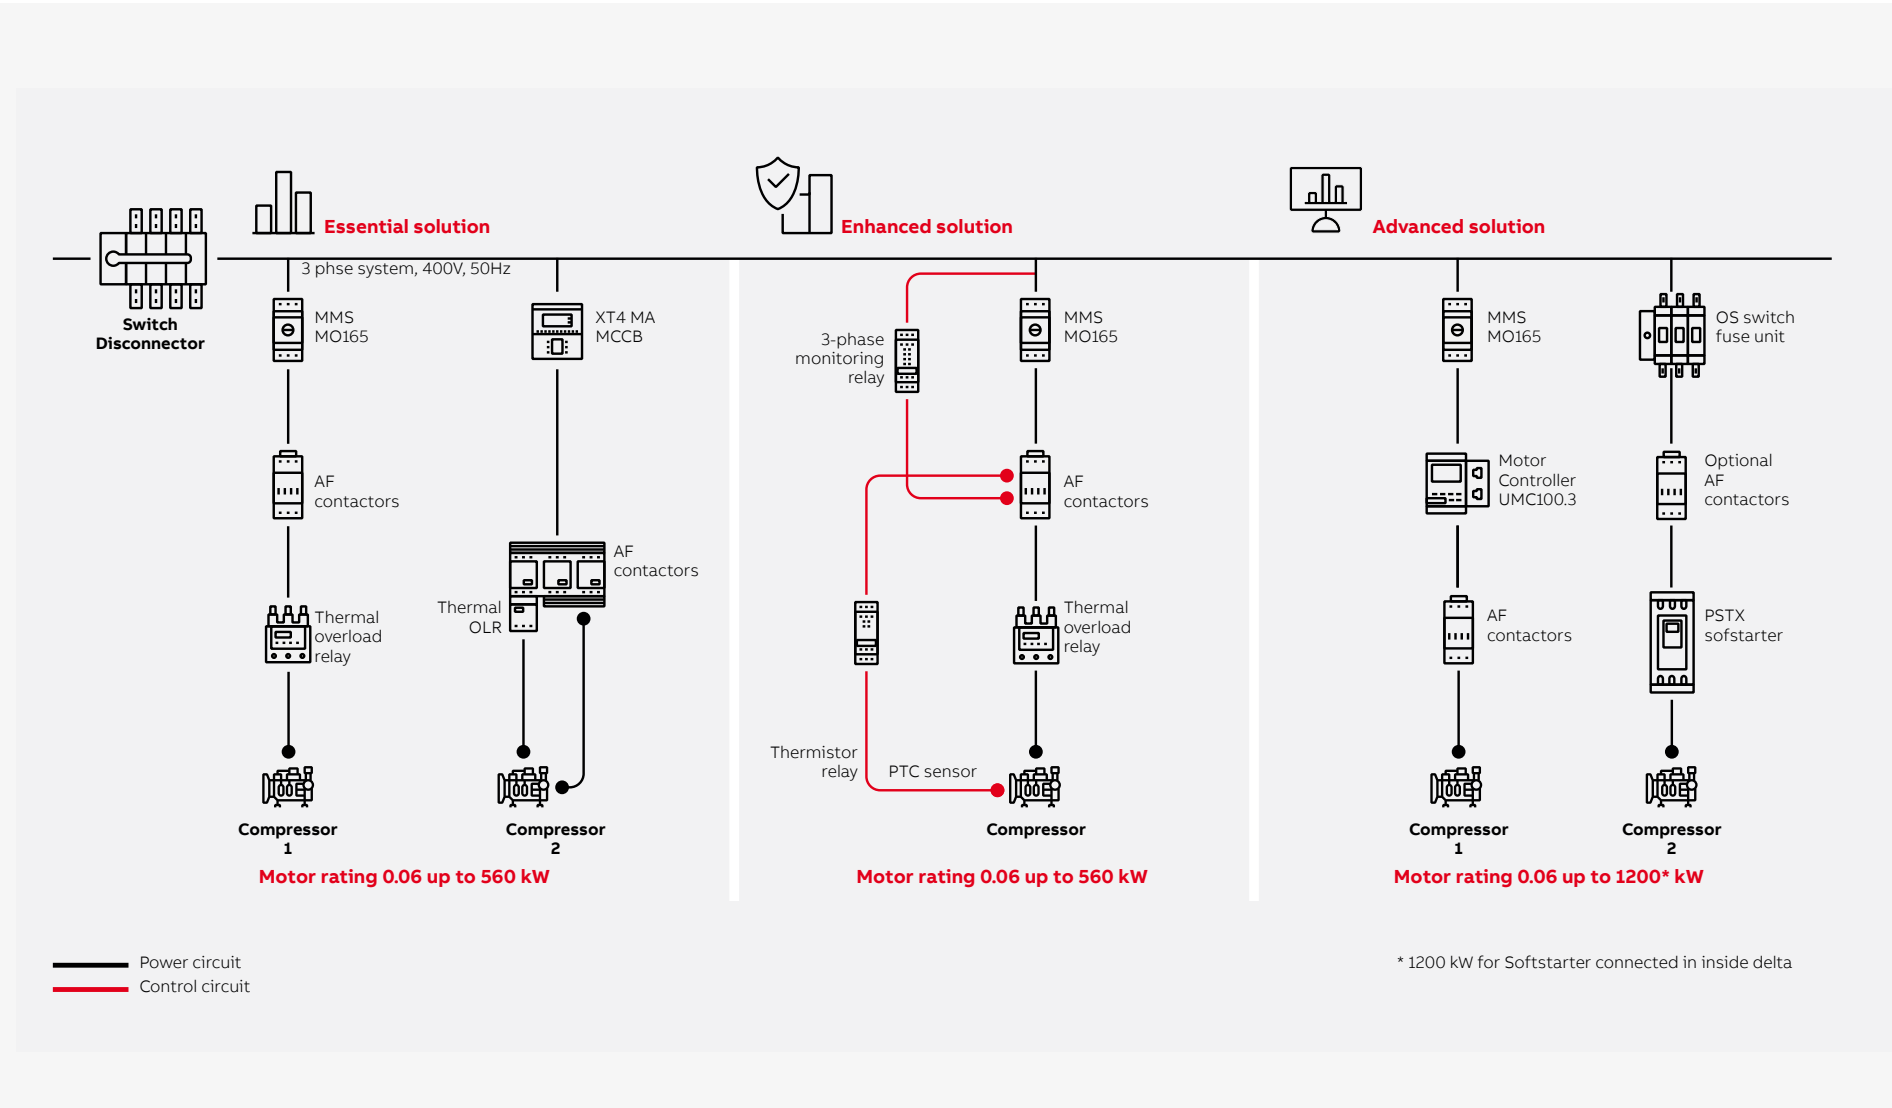 Essential solution
Enhanced solution
Advanced solution
3 phse system, 400V, 50Hz
Switch
Disconnector
MMS
MO165
XT4 MA
MCCB
3-phase
monitoring
relay
MMS
MO165
MMS
MO165
OS switch
fuse unit
AF
contactors
AF
contactors
Motor
Controller
UMC100.3
Optional
AF
contactors
AF
contactors
Thermal
OLR
Thermal
overload
relay
Thermal
overload
relay
AF
contactors
PSTX
sofstarter
Thermistor
relay
PTC sensor
Compressor
1
Compressor
2
Compressor
Compressor
1
Compressor
2
Motor rating 0.06 up to 560 kW
Motor rating 0.06 up to 560 kW
Motor rating 0.06 up to 1200* kW
Power circuit
Control circuit
* 1200 kW for Softstarter connected in inside delta